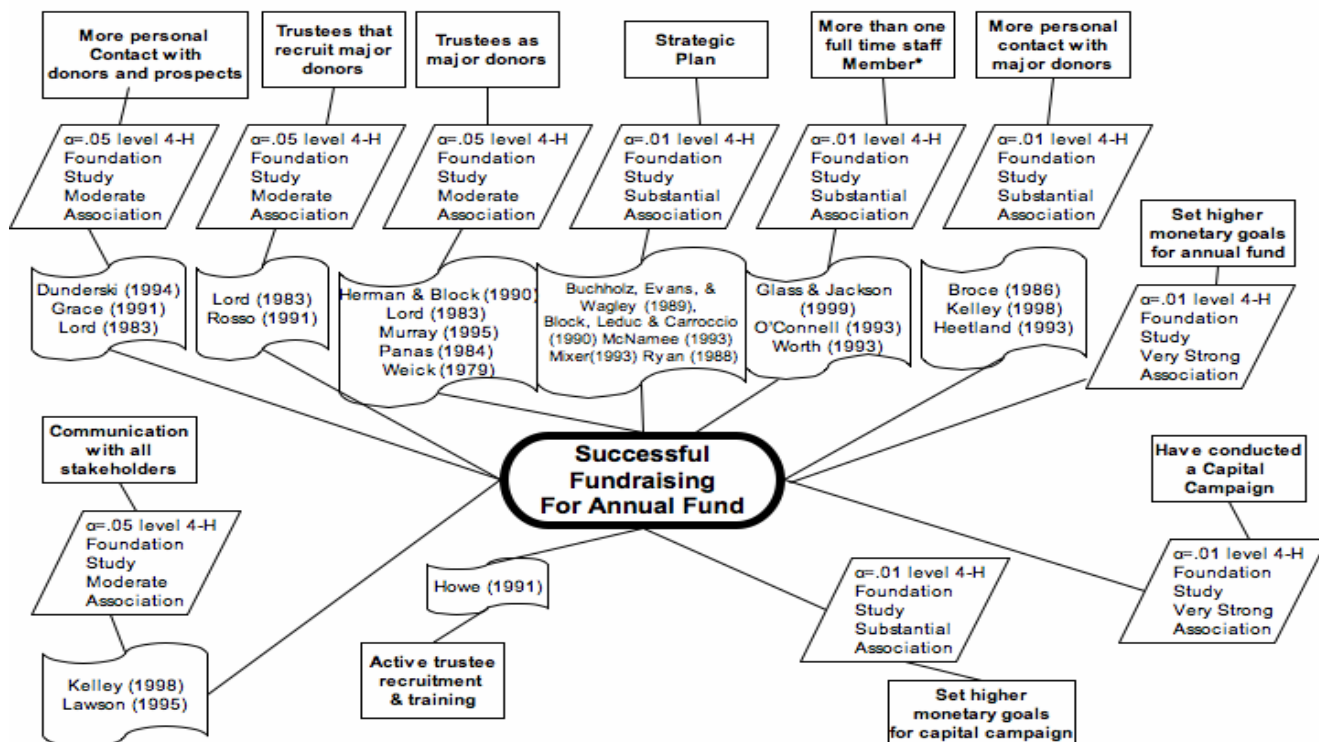 More personal
Contact with
donors and prospects
Trustees that
recruit major
donors
Trustees as
major donors
Strategic
Plan
More than one
full time staff
Member*
More personal
contact with
major donors
α=.05 level 4-H
Foundation
Study
Moderate
Association
α=.05 level 4-H
Foundation
Study
Moderate
Association
α=.05 level 4-H
Foundation
Study
Moderate
Association
α=.01 level 4-H
Foundation
Study
Substantial
Association
α=.01 level 4-H
Foundation
Study
Substantial
Association
α=.01 level 4-H
Foundation
Study
Substantial
Association
Set higher
monetary goals
for annual fund
Dunderski (1994)
Grace (1991)
Lord (1983)
Lord (1983)
Rosso (1991)
Herman & Block (1990)
Lord (1983)
Murray (1995)
Panas (1984)
Weick (1979)
Buchholz, Evans, &
Wagley (1989),
Block, Leduc & Carroccio
(1990) McNamee (1993)
Mixer(1993) Ryan (1988)
Glass & Jackson
(1999)
O'Connell (1993)
Worth (1993)
Broce (1986)
Kelley (1998)
Heetland (1993)
α=.01 level 4-H
Foundation
Study
Very Strong
Association
Communication
with all
stakeholders
Successful
Fundraising
For Annual Fund
Have conducted
a Capital
Campaign
α=.05 level 4-H
Foundation
Study
Moderate
Association
Howe (1991)
α=.01 level 4-H
Foundation
Study
Substantial
Association
α=.01 level 4-H
Foundation
Study
Very Strong
Association
Kelley (1998)
Lawson (1995)
Active trustee
recruitment
& training
Set higher
monetary goals
for capital campaign